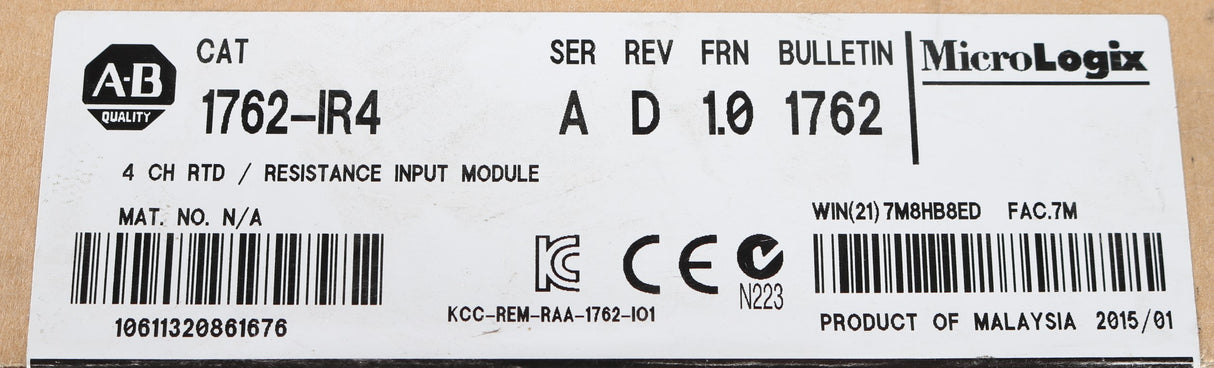 A-B
QUALITY
CAT
1762-IR4
SER REV FRN BULLETIN
A D 1.0 1762
MicroLogix
4 CH RTD / RESISTANCE INPUT MODULE
MAT. NO. N/A
10611320861676
KCC-REM-RAA-1762-IO1
CE
N223
WIN(21) 7M8HB8ED FAC.7M
PRODUCT OF MALAYSIA 2015/01